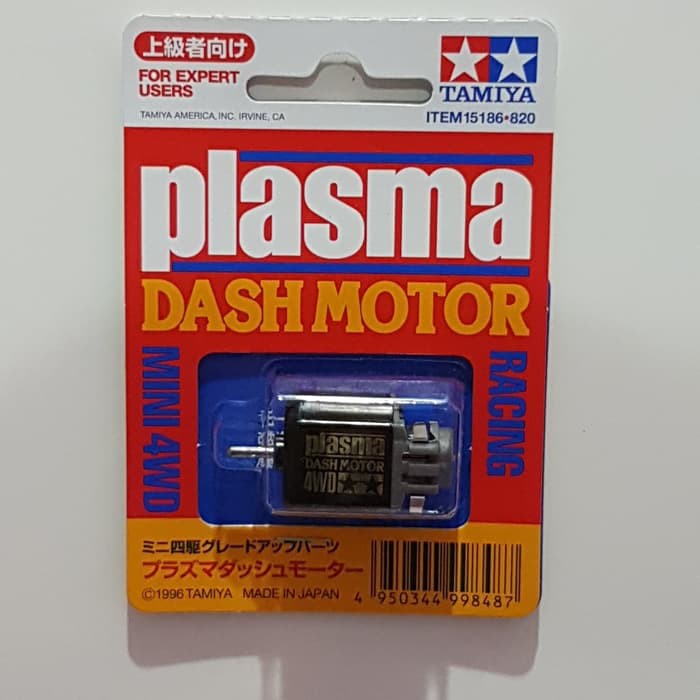 上級者向け
FOR EXPERT
USERS
TAMIYA AMERICA, INC. IRVINE, CA
TAMIYA
ITEM 15186•820
plasma
DASH MOTOR
MINI 4WD
RACING
plasma
DASH MOTOR
4WD
ミニ四駆グレードアップパーツ
プラズマダッシュモーター
©1996 TAMIYA MADE IN JAPAN
4 950344 998487